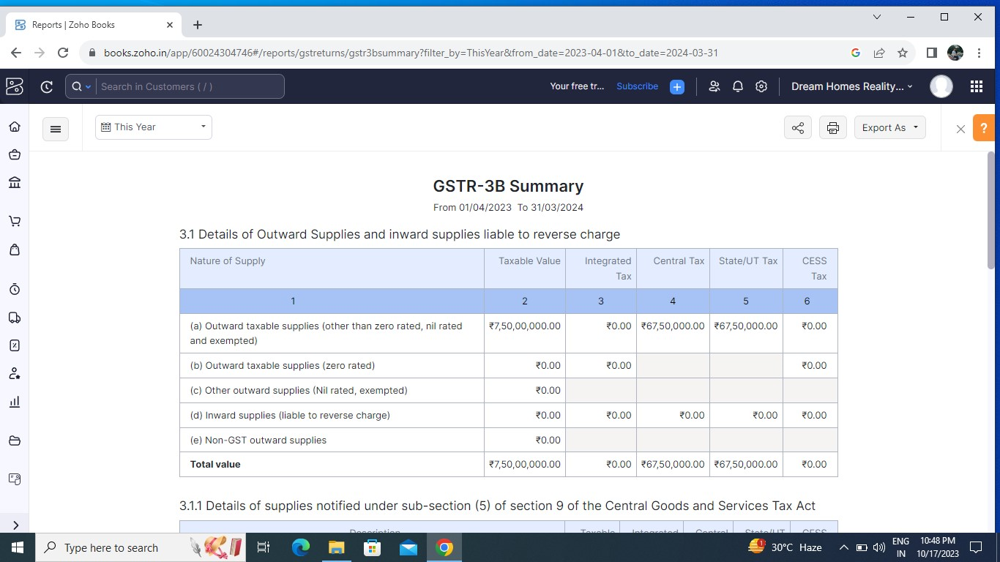 Reports | Zoho Books
books.zoho.in/app/60024304746#/reports/gstreturns/gstr3bsummary?filter_by=ThisYear&from_date=2023-04-01&to_date=2024-03-31
Search in Customers ( / )
Your free tr... Subscribe
Dream Homes Reality...
This Year
Export As
?
GSTR-3B Summary
From 01/04/2023 To 31/03/2024
3.1 Details of Outward Supplies and inward supplies liable to reverse charge
Nature of Supply Taxable Value Integrated Tax Central Tax State/UT Tax CESS Tax
1 2 3 4 5 6
(a) Outward taxable supplies (other than zero rated, nil rated and exempted) ₹7,50,00,000.00 ₹0.00 ₹67,50,000.00 ₹67,50,000.00 ₹0.00
(b) Outward taxable supplies (zero rated) ₹0.00 ₹0.00 ₹0.00
(c) Other outward supplies (Nil rated, exempted) ₹0.00
(d) Inward supplies (liable to reverse charge) ₹0.00 ₹0.00 ₹0.00 ₹0.00 ₹0.00
(e) Non-GST outward supplies ₹0.00
Total value ₹7,50,00,000.00 ₹0.00 ₹67,50,000.00 ₹67,50,000.00 ₹0.00
3.1.1 Details of supplies notified under sub-section (5) of section 9 of the Central Goods and Services Tax Act
Description Taxable Integrated Central State/UT CESS
Type here to search
1
30°C Haze
ENG
IN
10:48 PM
10/17/2023